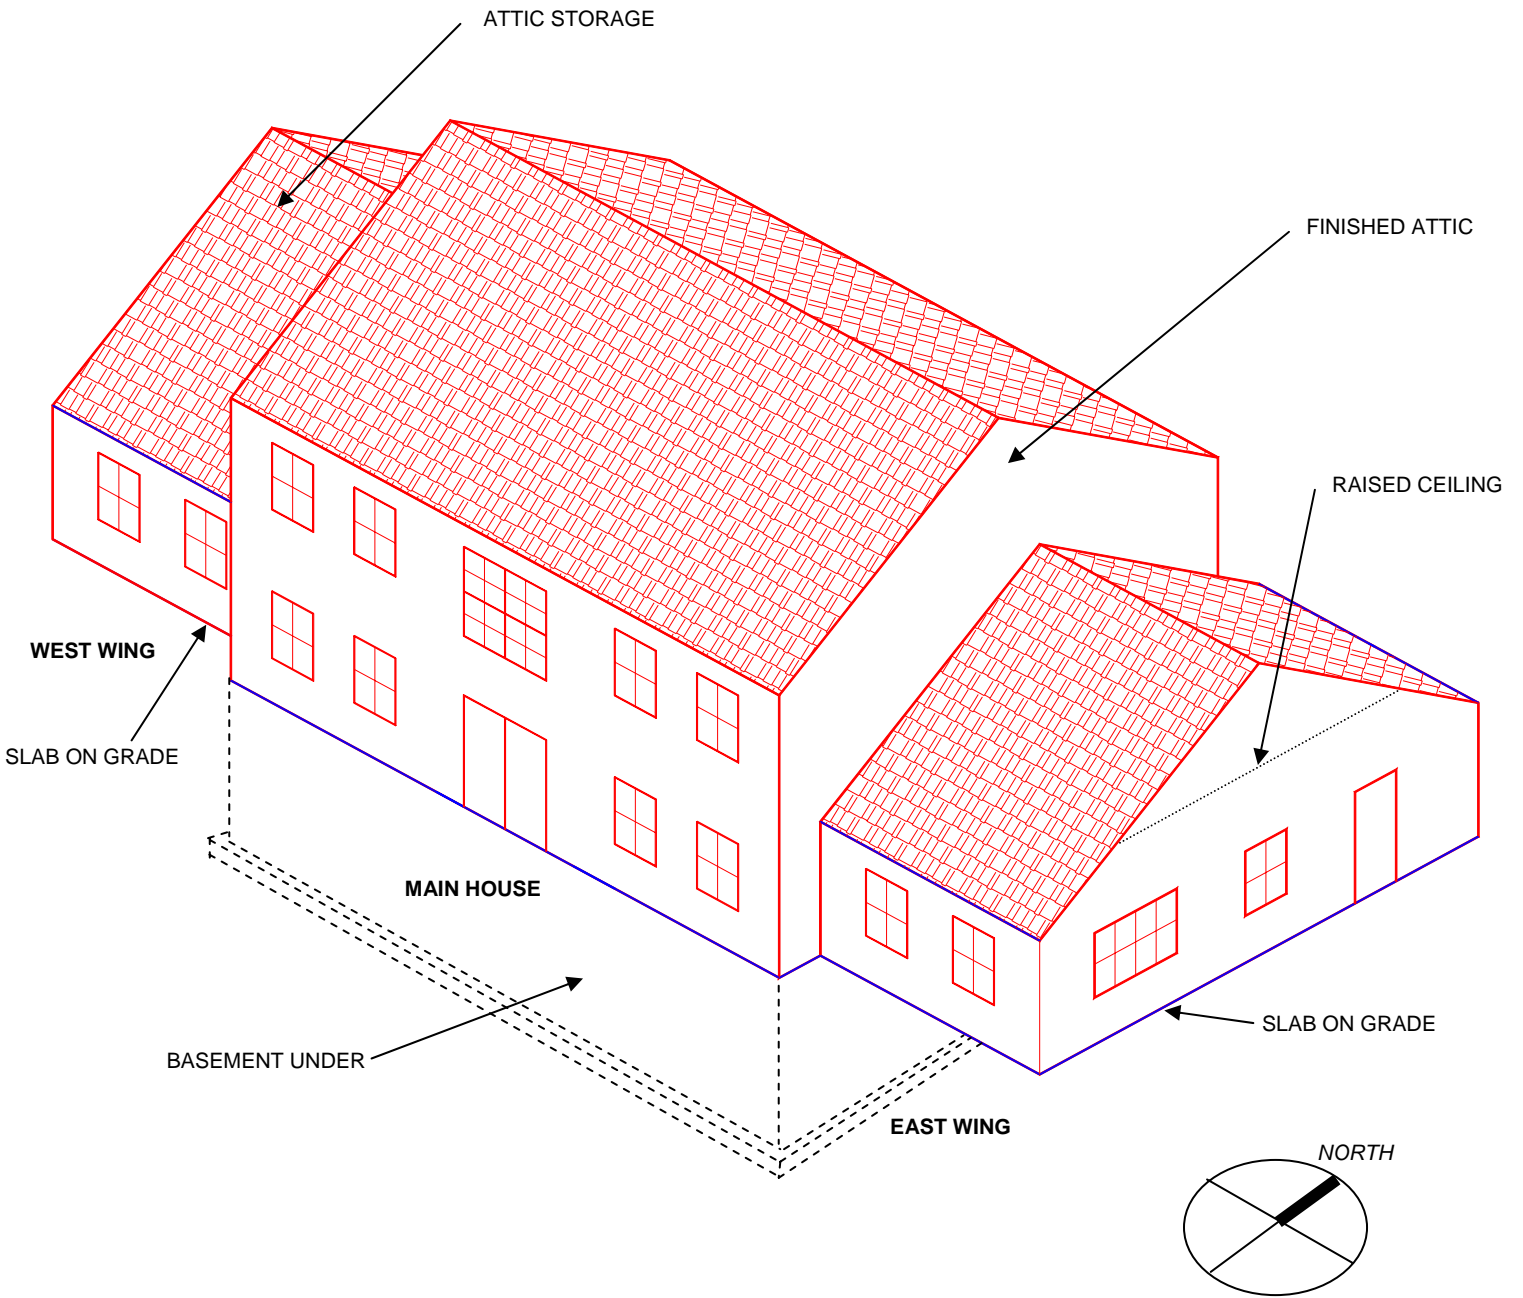 ATTIC STORAGE
FINISHED ATTIC
RAISED CEILING
WEST WING
SLAB ON GRADE
MAIN HOUSE
SLAB ON GRADE
BASEMENT UNDER
EAST WING
NORTH